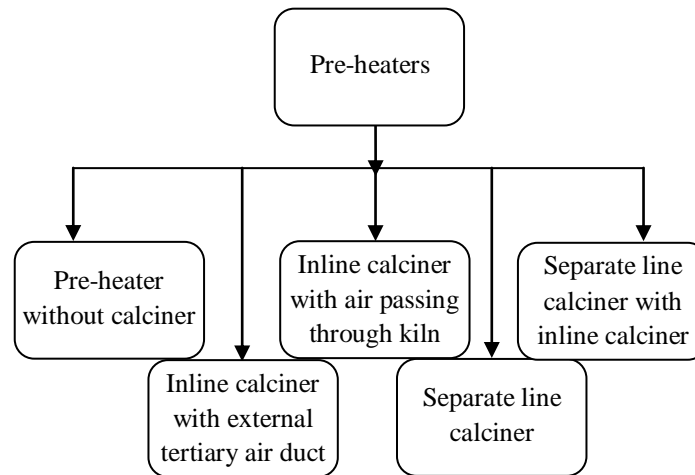 Pre-heaters
Pre-heater
without calciner
Inline calciner
with external
tertiary air duct
Inline calciner
with air passing
through kiln
Separate line
calciner
Separate line
calciner with
inline calciner